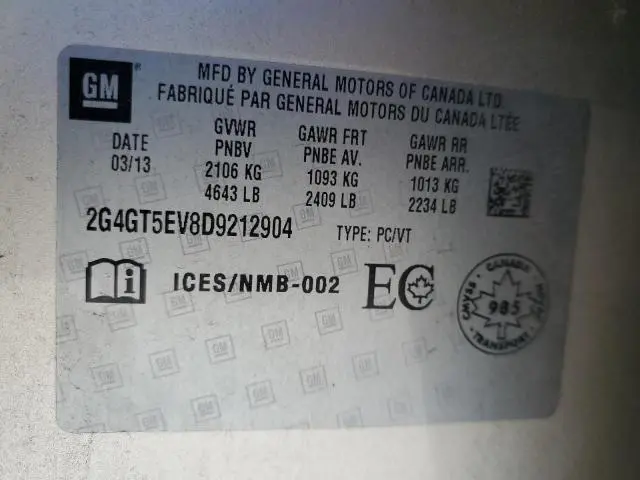 GM
MFD BY GENERAL MOTORS OF CANADA LTD
FABRIQUÉ PAR GENERAL MOTORS DU CANADA LTÉE
DATE
03/13
GVWR
PNBV
2106 KG
4643 LB
GAWR FRT
PNBE AV.
1093 KG
2409 LB
GAWR RR
PNBE ARR.
1013 KG
2234 LB
2G4GT5EV8D9212904 TYPE: PC/VT
ICES/NMB-002 EC
CANADA
CMVSS
985
TRANSPORT